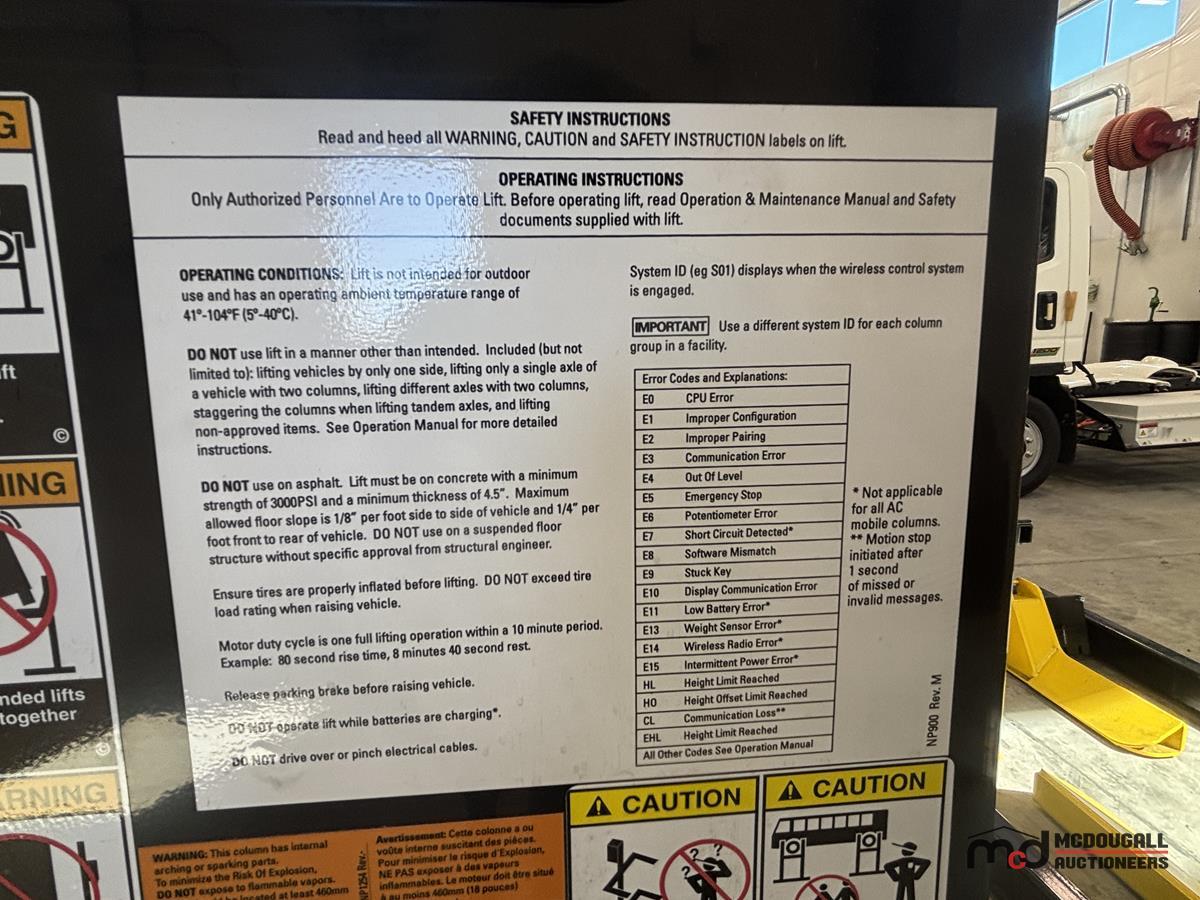 SAFETY INSTRUCTIONS
Read and heed all WARNING, CAUTION and SAFETY INSTRUCTION labels on lift.
OPERATING INSTRUCTIONS
Only Authorized Personnel Are to Operate Lift. Before operating lift, read Operation & Maintenance Manual and Safety
documents supplied with lift.
OPERATING CONDITIONS: Lift is not intended for outdoor
use and has an operating ambient temperature range of
41°-104°F (5°-40°C).
DO NOT use lift in a manner other than intended. Included (but not
limited to): lifting vehicles by only one side, lifting only a single axle of
a vehicle with two columns, lifting different axles with two columns,
staggering the columns when lifting tandem axles, and lifting
non-approved items. See Operation Manual for more detailed
instructions.
DO NOT use on asphalt. Lift must be on concrete with a minimum
strength of 3000PSI and a minimum thickness of 4.5". Maximum
allowed floor slope is 1/8" per foot side to side of vehicle and 1/4" per
foot front to rear of vehicle. DO NOT use on a suspended floor
structure without specific approval from structural engineer.
Ensure tires are properly inflated before lifting. DO NOT exceed tire
load rating when raising vehicle.
Motor duty cycle is one full lifting operation within a 10 minute period.
Example: 80 second rise time, 8 minutes 40 second rest.
Release parking brake before raising vehicle.
DO NOT operate lift while batteries are charging*.
DO NOT drive over or pinch electrical cables.
System ID (eg S01) displays when the wireless control system
is engaged.
IMPORTANT Use a different system ID for each column
group in a facility.
Error Codes and Explanations:
E0 CPU Error
E1 Improper Configuration
E2 Improper Pairing
E3 Communication Error
E4 Out Of Level
E5 Emergency Stop
E6 Potentiometer Error
E7 Short Circuit Detected*
E8 Software Mismatch
E9 Stuck Key
E10 Display Communication Error
E11 Low Battery Error*
E13 Weight Sensor Error*
E14 Wireless Radio Error*
E15 Intermittent Power Error*
HL Height Limit Reached
HO Height Offset Limit Reached
CL Communication Loss**
EHL Height Limit Reached
All Other Codes See Operation Manual
* Not applicable
for all AC
mobile columns.
** Motion stop
initiated after
1 second
of missed or
invalid messages.
NP900 Rev. M
G
ft
©
NING
nded lifts
together
©
RNING
WARNING: This column has internal
arching or sparking parts.
To minimize the Risk Of Explosion,
DO NOT expose to flammable vapors.
located at least 460mm
NP1254 Rev.-
Avertissement: Cette colonne a ou
voûte interne suscitant des pièces.
Pour minimiser le risque d'Explosion,
NE PAS exposer à des vapeurs
inflammables. Le moteur doit être situé
à au moins 460mm (18 pouces)
CAUTION
? ? ?
CAUTION
mcd MCDOUGALL
AUCTIONEERS